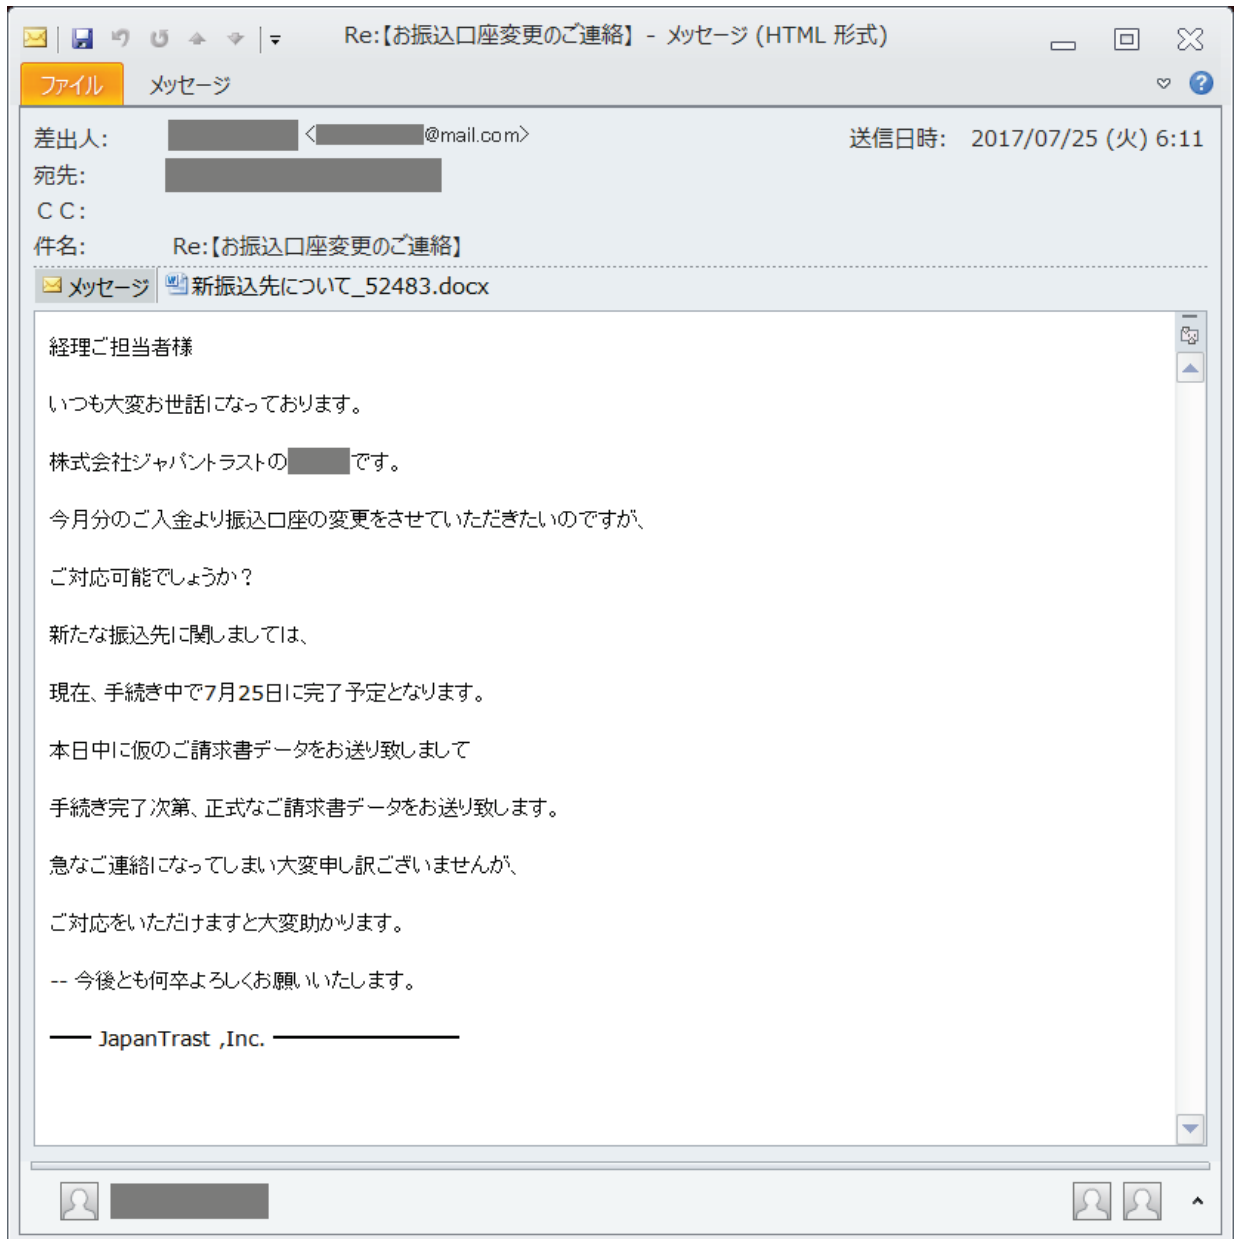 Re:【お振込口座変更のご連絡】 - メッセージ (HTML 形式)
ファイル メッセージ
差出人: < @mail.com> 送信日時: 2017/07/25 (火) 6:11
宛先:
ＣＣ:
件名: Re:【お振込口座変更のご連絡】
メッセージ 新振込先について_52483.docx
経理ご担当者様
いつも大変お世話になっております。
株式会社ジャパントラストの です。
今月分のご入金より振込口座の変更をさせていただきたいのですが、
ご対応可能でしょうか？
新たな振込先に関しましては、
現在、手続き中で7月25日に完了予定となります。
本日中に仮のご請求書データをお送り致しまして
手続き完了次第、正式なご請求書データをお送り致します。
急なご連絡になってしまい大変申し訳ございませんが、
ご対応をいただけますと大変助かります。
-- 今後とも何卒よろしくお願いいたします。
── JapanTrast ,Inc. ────────